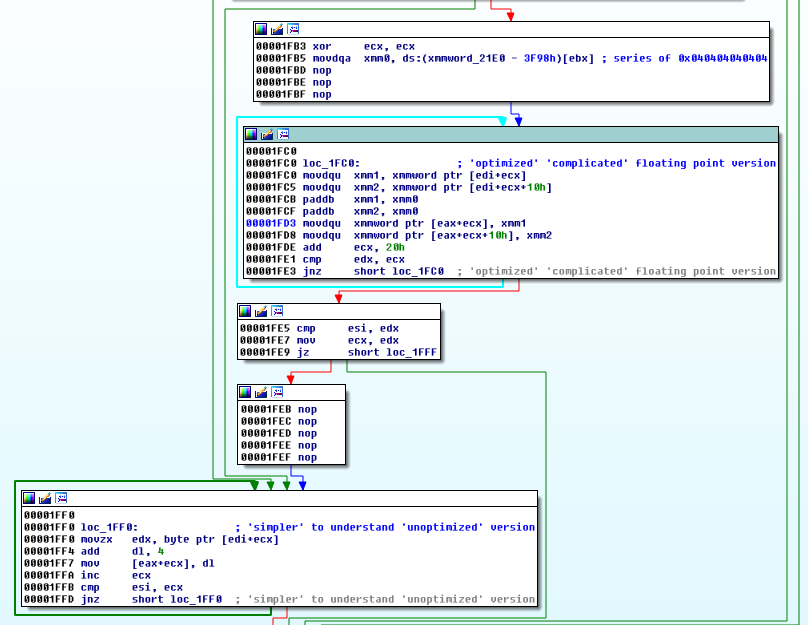 00001FB3 xor     ecx, ecx
00001FB5 movdqa  xmm0, ds:(xmmword_21E0 - 3F98h)[ebx] ; series of 0x040404040404
00001FBD nop
00001FBE nop
00001FBF nop
00001FC0
00001FC0 loc_1FC0:               ; 'optimized' 'complicated' floating point version
00001FC0 movdqu  xmm1, xmmword ptr [edi+ecx]
00001FC5 movdqu  xmm2, xmmword ptr [edi+ecx+10h]
00001FCB paddb   xmm1, xmm0
00001FCF paddb   xmm2, xmm0
00001FD3 movdqu  xmmword ptr [eax+ecx], xmm1
00001FD8 movdqu  xmmword ptr [eax+ecx+10h], xmm2
00001FDE add     ecx, 20h
00001FE1 cmp     edx, ecx
00001FE3 jnz     short loc_1FC0  ; 'optimized' 'complicated' floating point version
00001FE5 cmp     esi, edx
00001FE7 mov     ecx, edx
00001FE9 jz      short loc_1FFF
00001FEB nop
00001FEC nop
00001FED nop
00001FEE nop
00001FEF nop
00001FF0
00001FF0 loc_1FF0:               ; 'simpler' to understand 'unoptimized' version
00001FF0 movzx   edx, byte ptr [edi+ecx]
00001FF4 add     dl, 4
00001FF7 mov     [eax+ecx], dl
00001FFA inc     ecx
00001FFB cmp     esi, ecx
00001FFD jnz     short loc_1FF0  ; 'simpler' to understand 'unoptimized' version